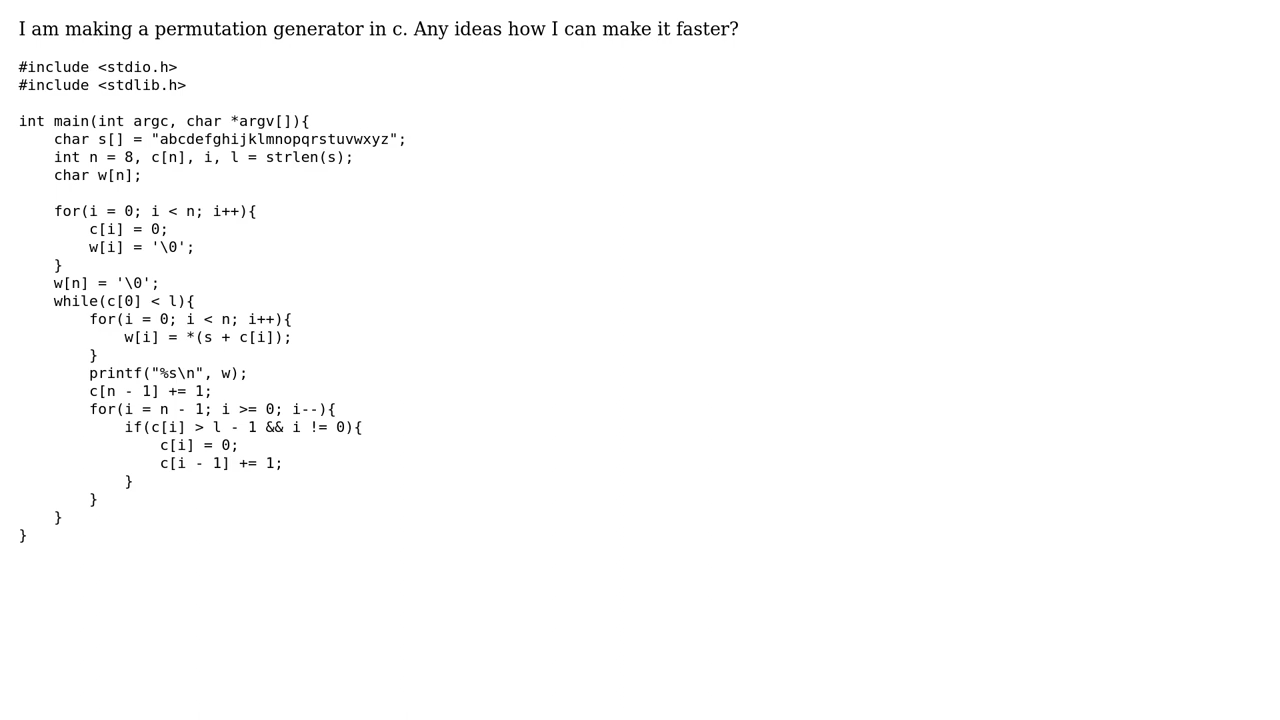 I am making a permutation generator in c. Any ideas how I can make it faster?
#include <stdio.h>
#include <stdlib.h>

int main(int argc, char *argv[]){
    char s[] = "abcdefghijklmnopqrstuvwxyz";
    int n = 8, c[n], i, l = strlen(s);
    char w[n];

    for(i = 0; i < n; i++){
        c[i] = 0;
        w[i] = '\0';
    }
    w[n] = '\0';
    while(c[0] < l){
        for(i = 0; i < n; i++){
            w[i] = *(s + c[i]);
        }
        printf("%s\n", w);
        c[n - 1] += 1;
        for(i = n - 1; i >= 0; i--){
            if(c[i] > l - 1 && i != 0){
                c[i] = 0;
                c[i - 1] += 1;
            }
        }
    }
}